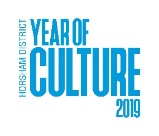 HORSHAM DISTRICT
YEAR OF
CULTURE
2019